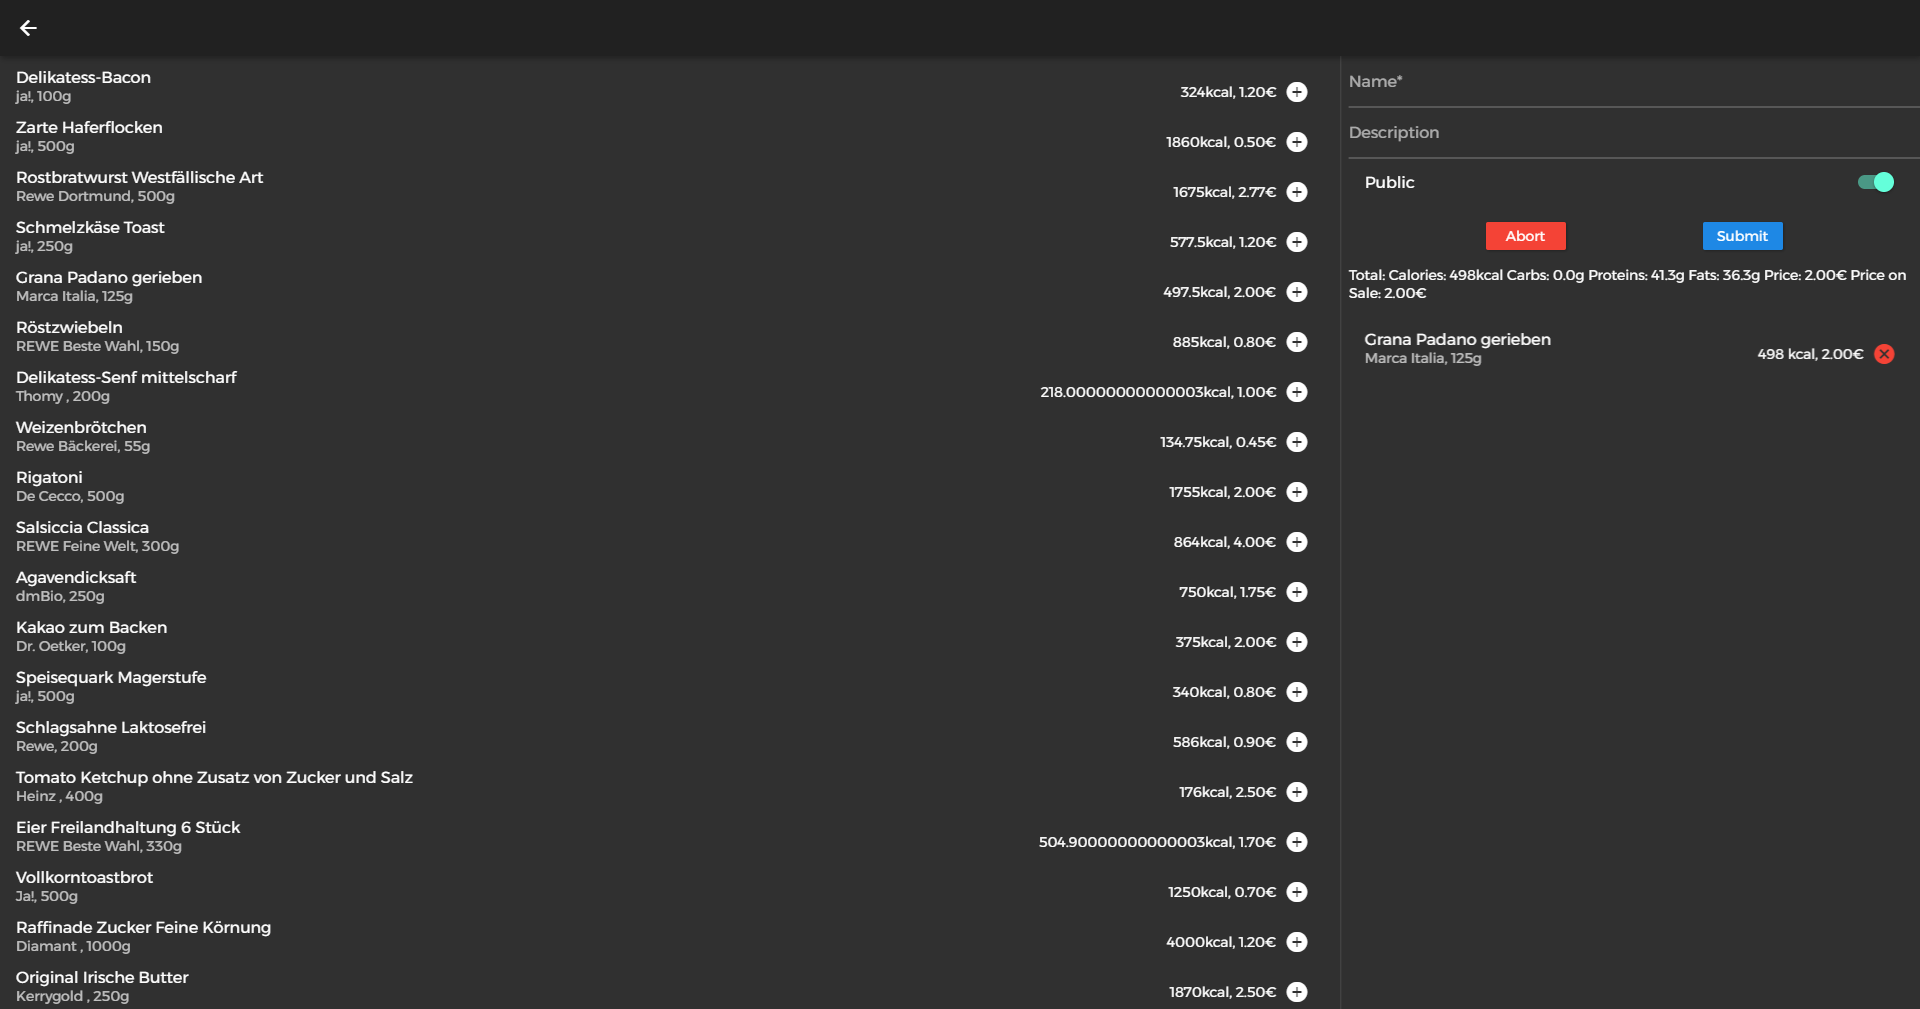 Delikatess-Bacon
ja!, 100g
324kcal, 1.20€
Zarte Haferflocken
ja!, 500g
1860kcal, 0.50€
Rostbratwurst Westfällische Art
Rewe Dortmund, 500g
1675kcal, 2.77€
Schmelzkäse Toast
ja!, 250g
577.5kcal, 1.20€
Grana Padano gerieben
Marca Italia, 125g
497.5kcal, 2.00€
Röstzwiebeln
REWE Beste Wahl, 150g
885kcal, 0.80€
Delikatess-Senf mittelscharf
Thomy , 200g
218.00000000000003kcal, 1.00€
Weizenbrötchen
Rewe Bäckerei, 55g
134.75kcal, 0.45€
Rigatoni
De Cecco, 500g
1755kcal, 2.00€
Salsiccia Classica
REWE Feine Welt, 300g
864kcal, 4.00€
Agavendicksaft
dmBio, 250g
750kcal, 1.75€
Kakao zum Backen
Dr. Oetker, 100g
375kcal, 2.00€
Speisequark Magerstufe
ja!, 500g
340kcal, 0.80€
Schlagsahne Laktosefrei
Rewe, 200g
586kcal, 0.90€
Tomato Ketchup ohne Zusatz von Zucker und Salz
Heinz , 400g
176kcal, 2.50€
Eier Freilandhaltung 6 Stück
REWE Beste Wahl, 330g
504.90000000000003kcal, 1.70€
Vollkorntoastbrot
Ja!, 500g
1250kcal, 0.70€
Raffinade Zucker Feine Körnung
Diamant , 1000g
4000kcal, 1.20€
Original Irische Butter
Kerrygold , 250g
1870kcal, 2.50€
Name*
Description
Public
Abort
Submit
Total: Calories: 498kcal Carbs: 0.0g Proteins: 41.3g Fats: 36.3g Price: 2.00€ Price on
Sale: 2.00€
Grana Padano gerieben
Marca Italia, 125g
498 kcal, 2.00€